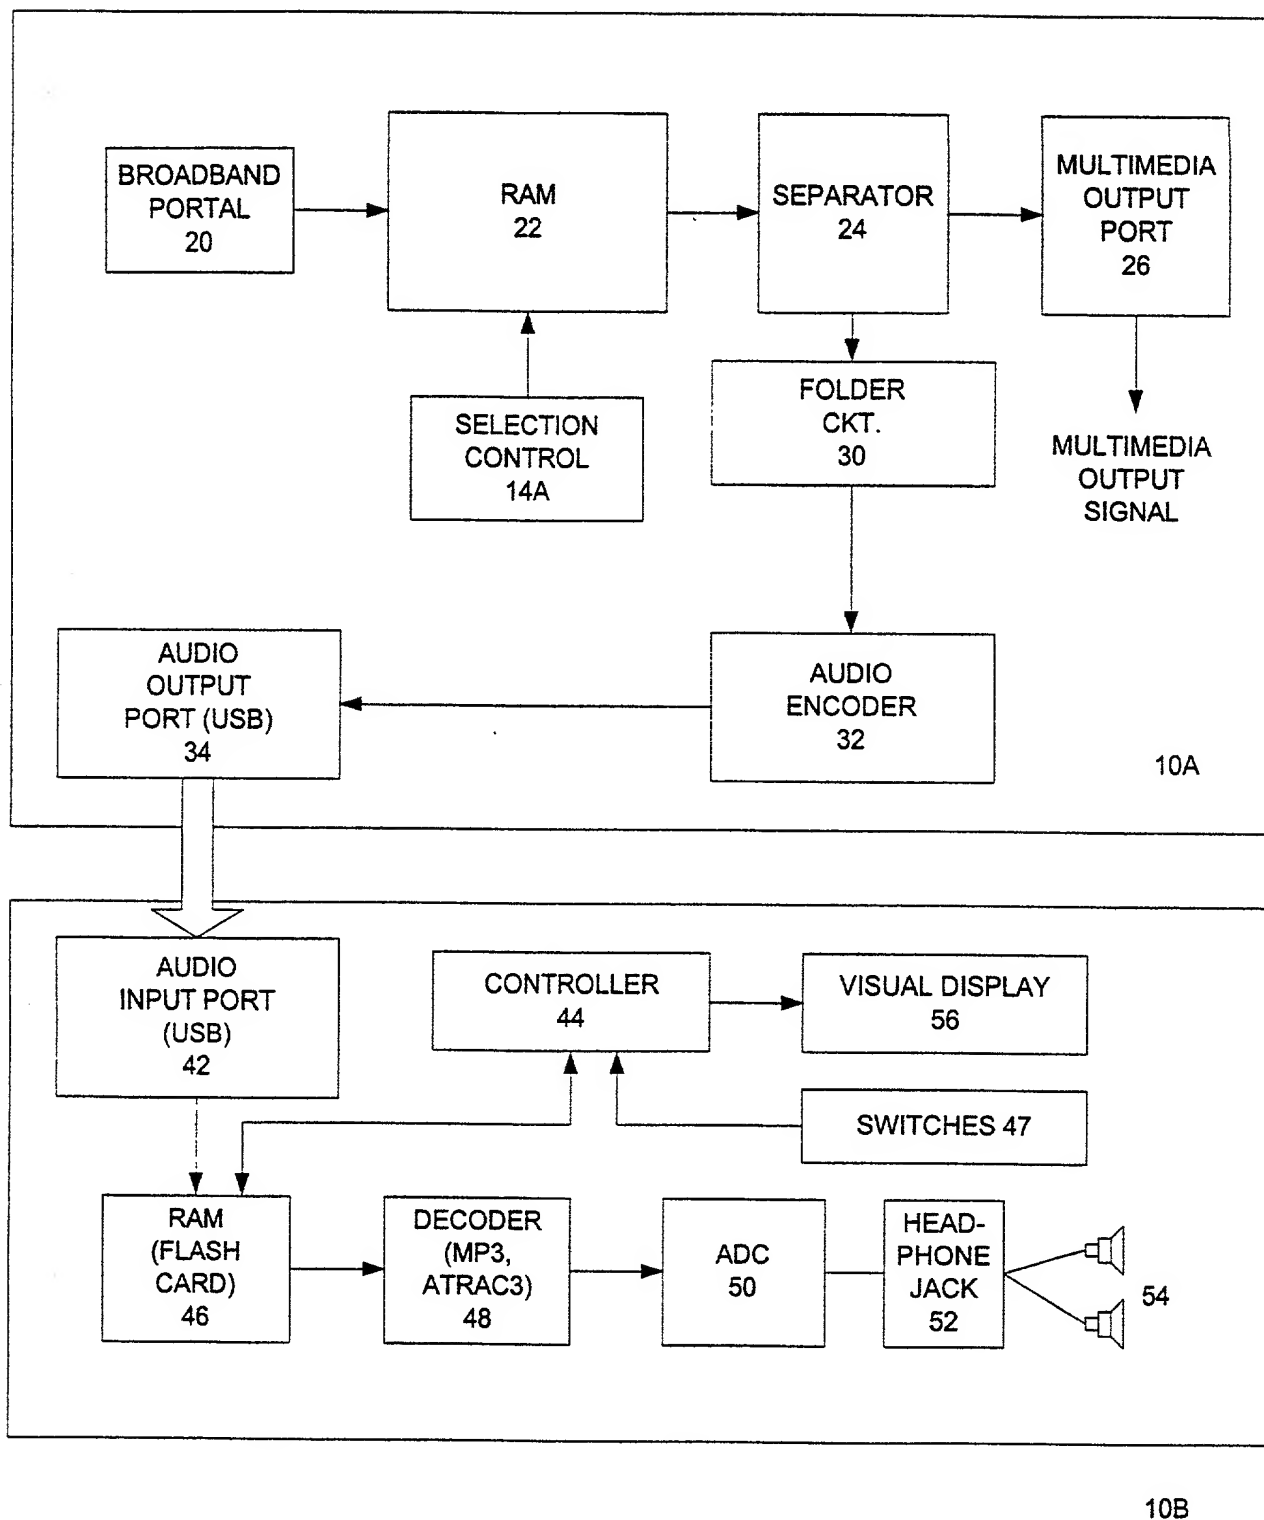 BROADBAND
PORTAL
20
RAM
22
SEPARATOR
24
MULTIMEDIA
OUTPUT
PORT
26
SELECTION
CONTROL
14A
FOLDER
CKT.
30
MULTIMEDIA
OUTPUT
SIGNAL
AUDIO
OUTPUT
PORT (USB)
34
AUDIO
ENCODER
32
10A
AUDIO
INPUT PORT
(USB)
42
CONTROLLER
44
VISUAL DISPLAY
56
SWITCHES 47
RAM
(FLASH
CARD)
46
DECODER
(MP3,
ATRAC3)
48
ADC
50
HEAD-
PHONE
JACK
52
54
10B